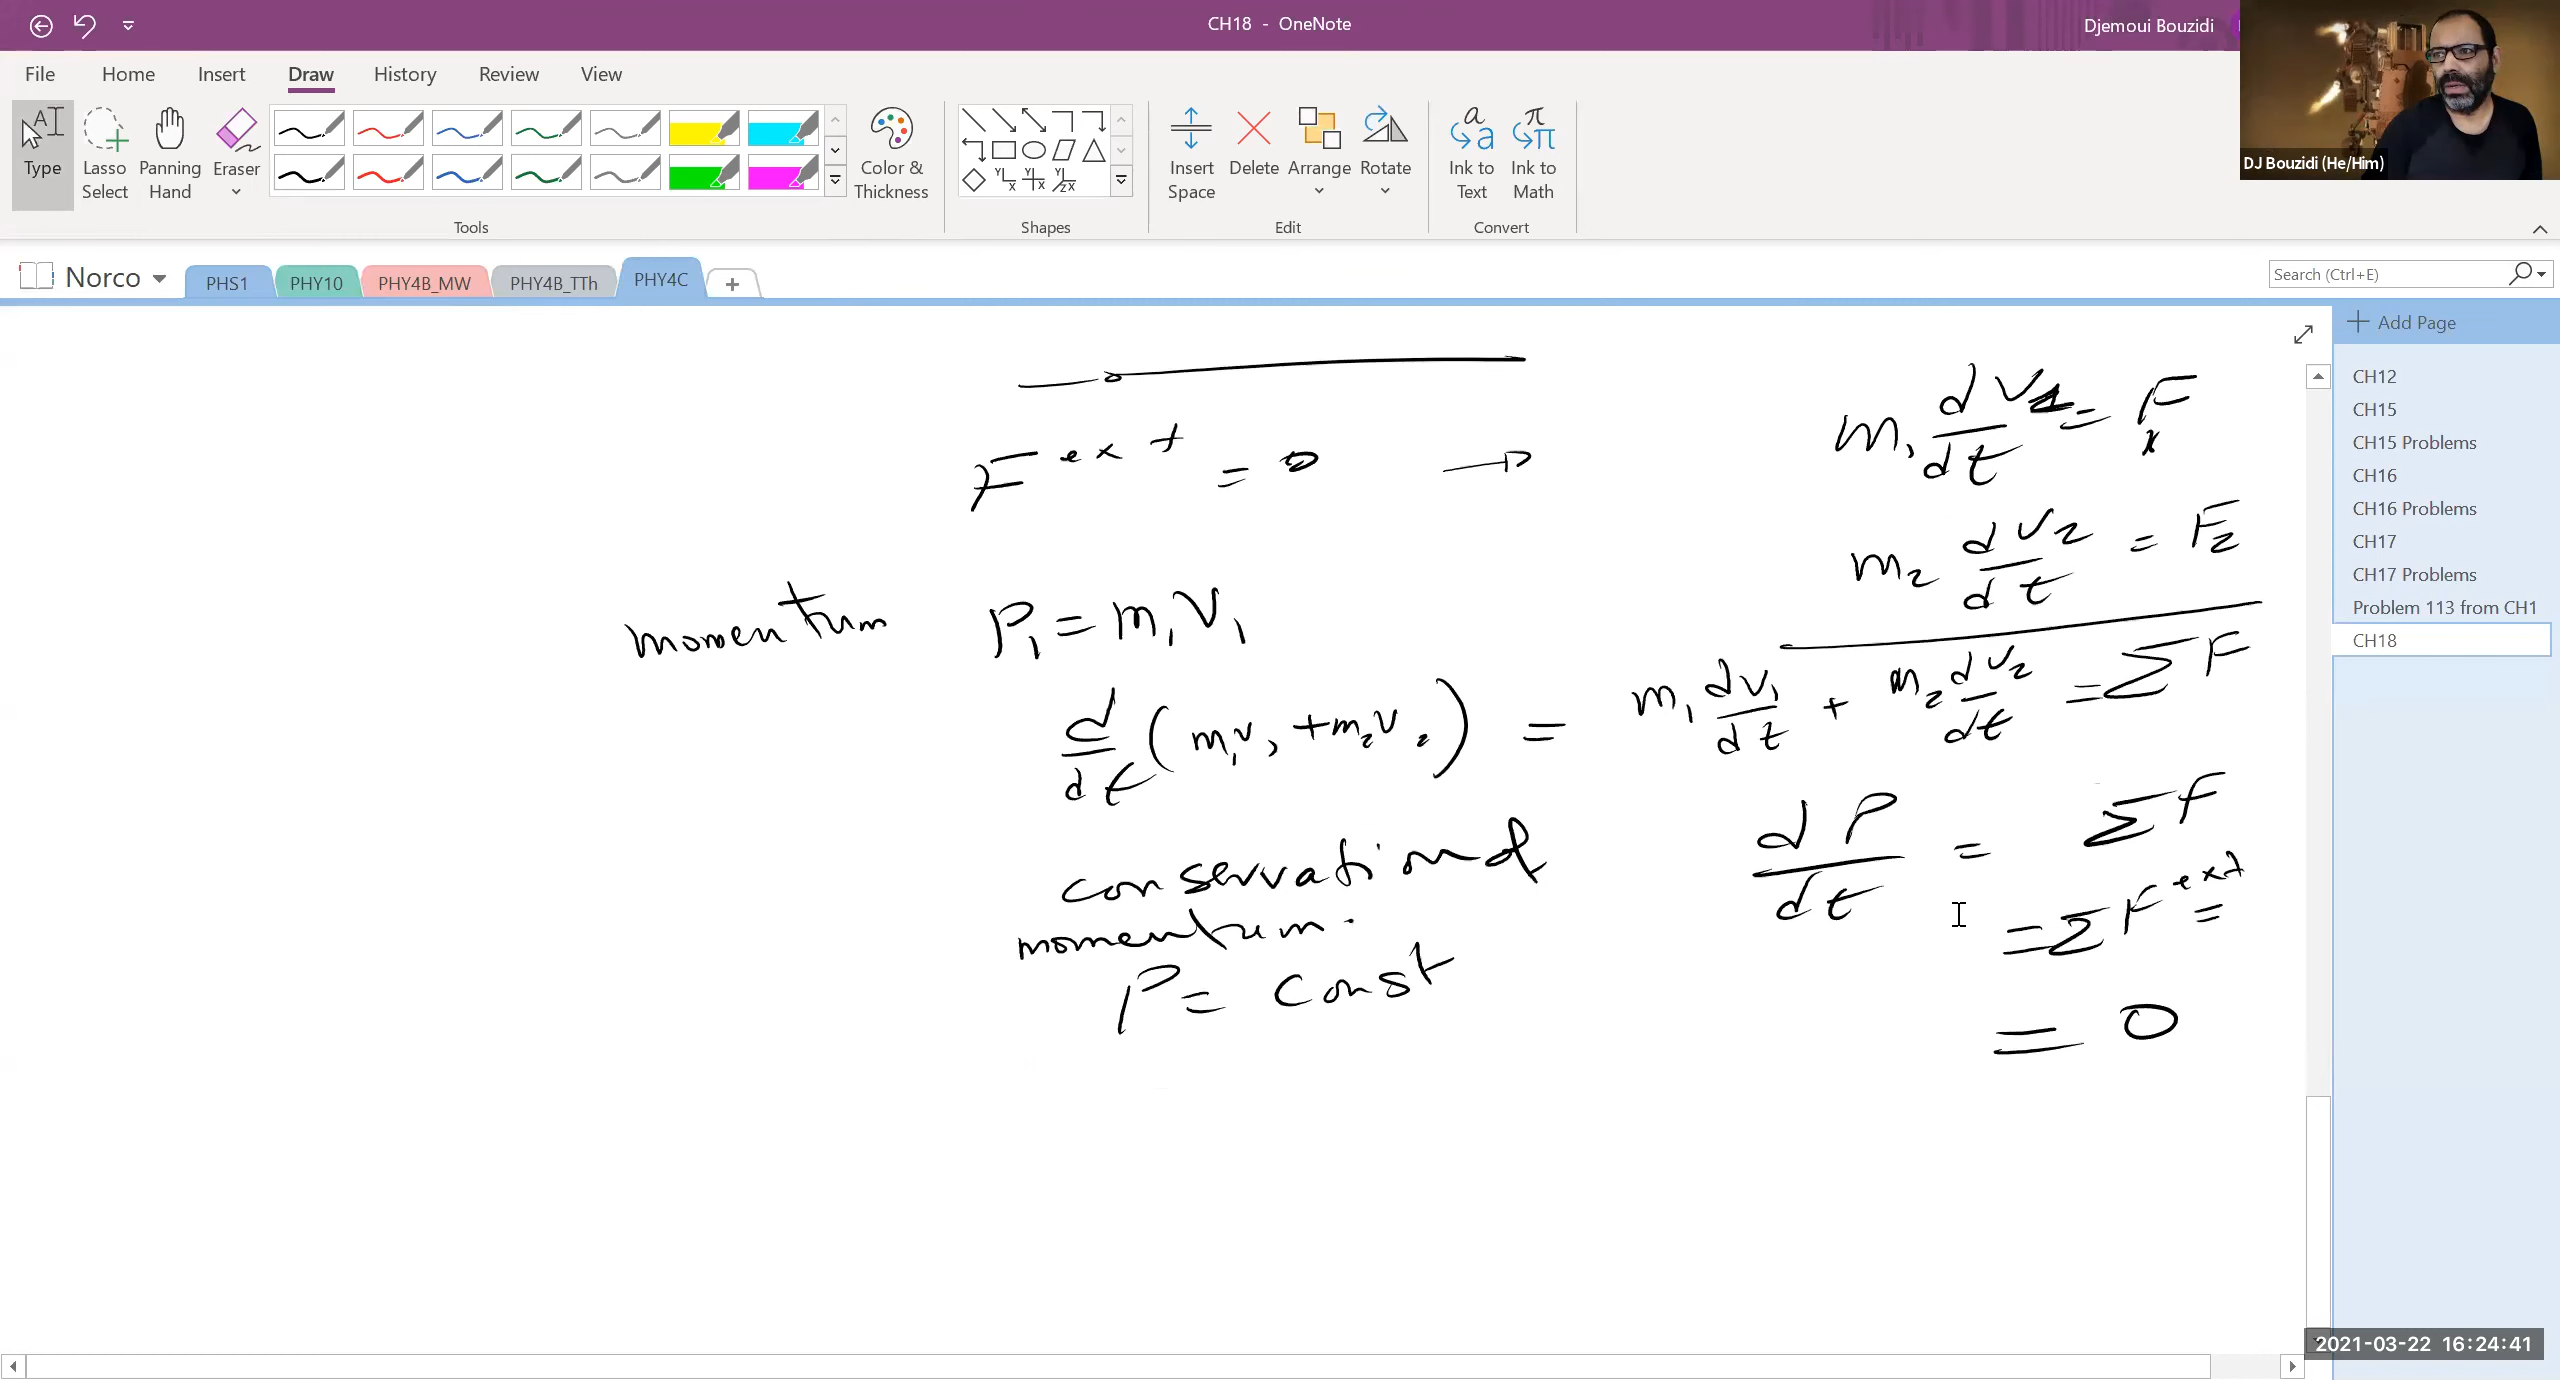 CH18 - OneNote
Djemoui Bouzidi
File Home Insert Draw History Review View
Type
Lasso Select
Panning Hand
Eraser
Color & Thickness
Insert Space
Delete
Arrange
Rotate
Ink to Text
Ink to Math
Tools Shapes Edit Convert
DJ Bouzidi (He/Him)
Norco PHS1 PHY10 PHY4B_MW PHY4B_TTh PHY4C
Search (Ctrl+E)
Add Page
CH12
CH15
CH15 Problems
CH16
CH16 Problems
CH17
CH17 Problems
Problem 113 from CH1
CH18
F^ext = 0 →
momentum P₁ = m₁V₁
d/dt (m₁v₁ + m₂v₂) = m₁ dv₁/dt + m₂ dv₂/dt = ΣF
conservation of
momentum.
P = const
m₂ dv₂/dt = F₂
dP/dt = ΣF
= ΣF^ext =
= 0
2021-03-22 16:24:41